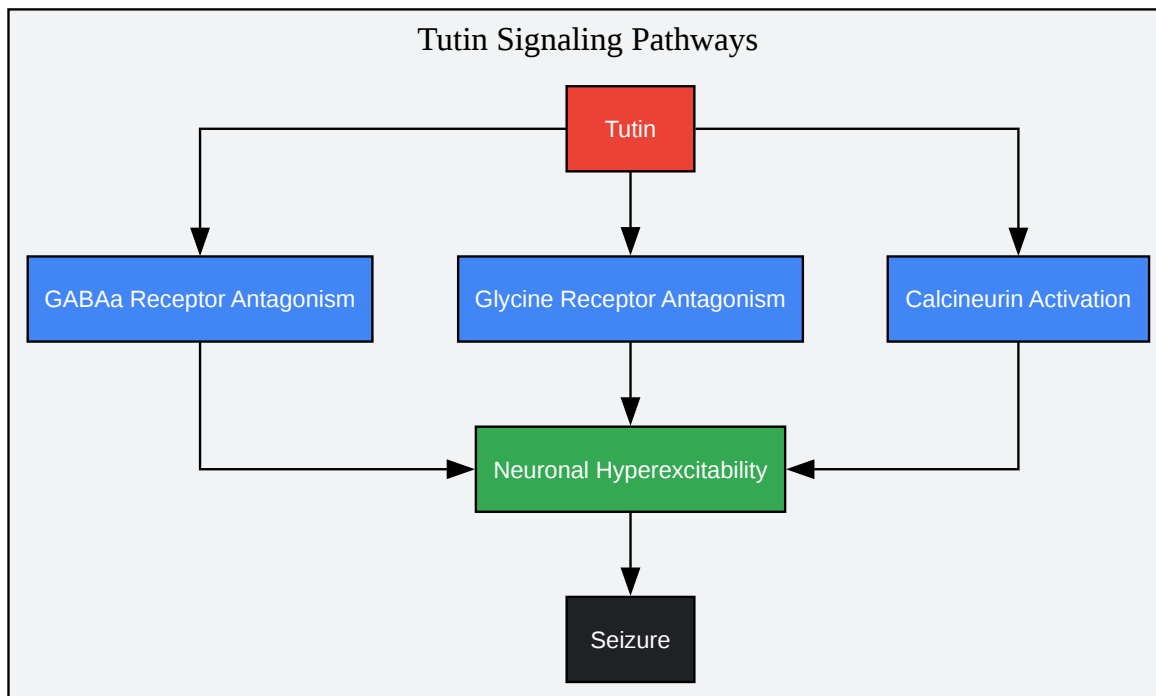 Tutin Signaling Pathways
Tutin
GABAa Receptor Antagonism
Glycine Receptor Antagonism
Calcineurin Activation
Neuronal Hyperexcitability
Seizure